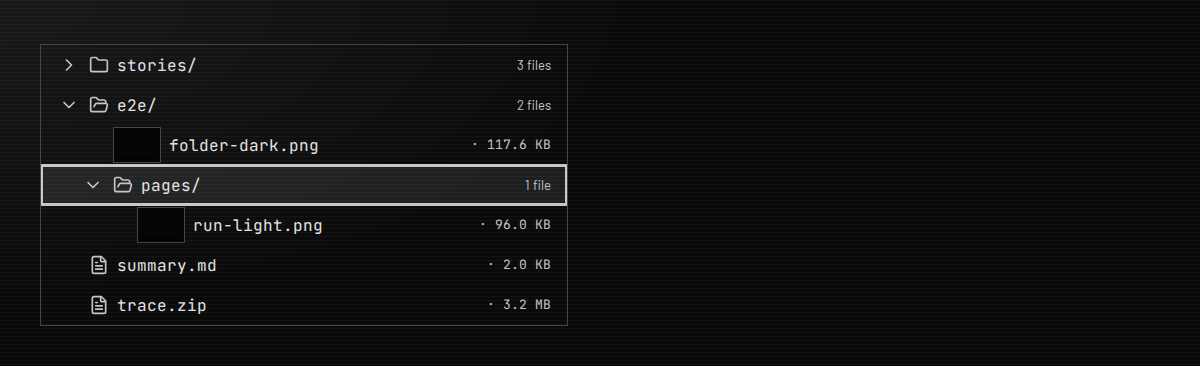 stories/ 3 files
e2e/ 2 files
folder-dark.png · 117.6 KB
pages/ 1 file
run-light.png · 96.0 KB
summary.md · 2.0 KB
trace.zip · 3.2 MB